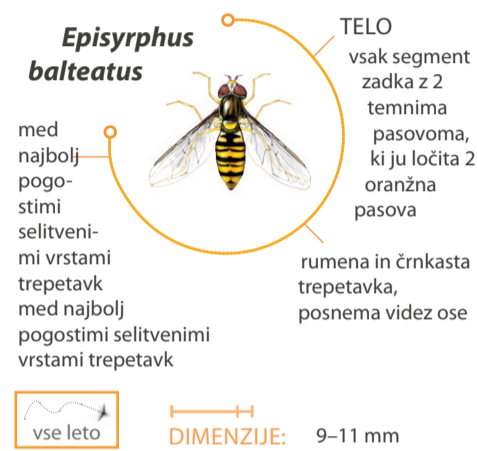 Episyrphus
balteatus
TELO
vsak segment
zadka z 2
temnima
pasovoma,
ki ju ločita 2
oranžna
pasova
med
najbolj
pogo-
stimi
selitveni-
mi vrstami
trepetavk
med najbolj
pogostimi selitvenimi
vrstami trepetavk
rumena in črnkasta
trepetavka,
posnema videz ose
vse leto
DIMENZIJE: 9–11 mm